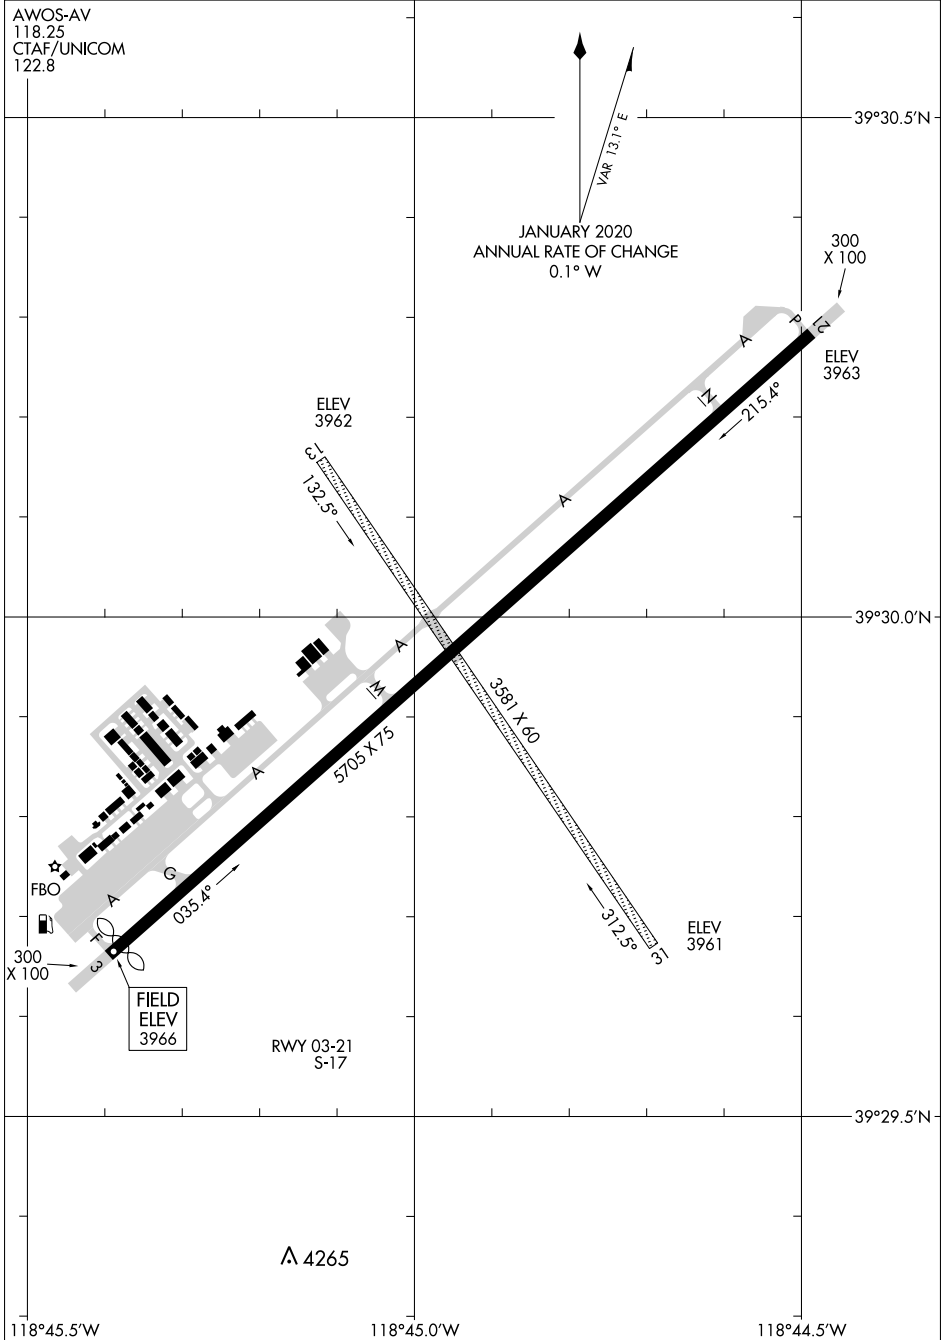 AWOS-AV
118.25
CTAF/UNICOM
122.8
VAR 13.1° E
39°30.5'N
JANUARY 2020
ANNUAL RATE OF CHANGE
0.1° W
300
X 100
P
21
A
ELEV
3963
N
215.4°
ELEV
3962
13
132.5°
A
39°30.0'N
A
M
3581 X 60
5705 X 75
A
G
035.4°
FBO
A
F
3
300
X 100
312.5°
31
ELEV
3961
FIELD
ELEV
3966
RWY 03-21
S-17
39°29.5'N
4265
118°45.5'W
118°45.0'W
118°44.5'W